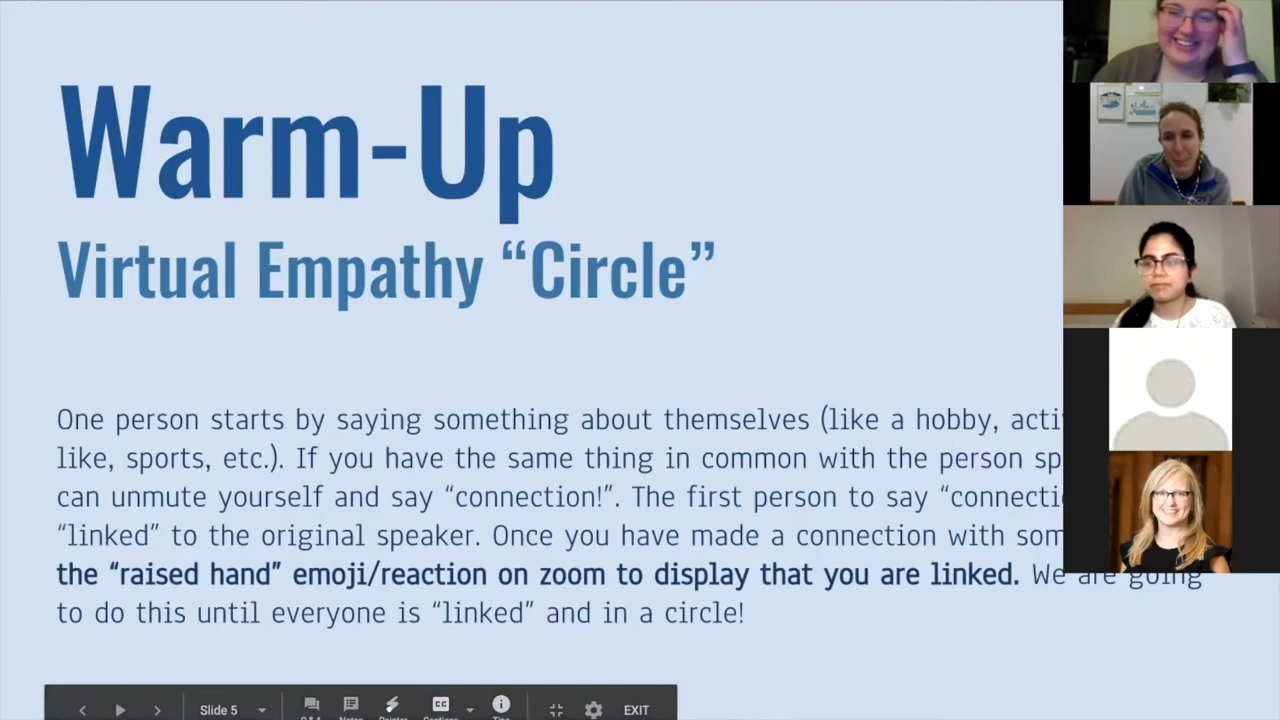 Warm-Up
Virtual Empathy “Circle”
One person starts by saying something about themselves (like a hobby,
like, sports, etc.). If you have the same thing in common with the person
can unmute yourself and say “connection!”. The first person to say
“linked” to the original speaker. Once you have made a connection with
the “raised hand” emoji/reaction on zoom to display that you are linked. We are going
to do this until everyone is “linked” and in a circle!
Slide 5 CC EXIT